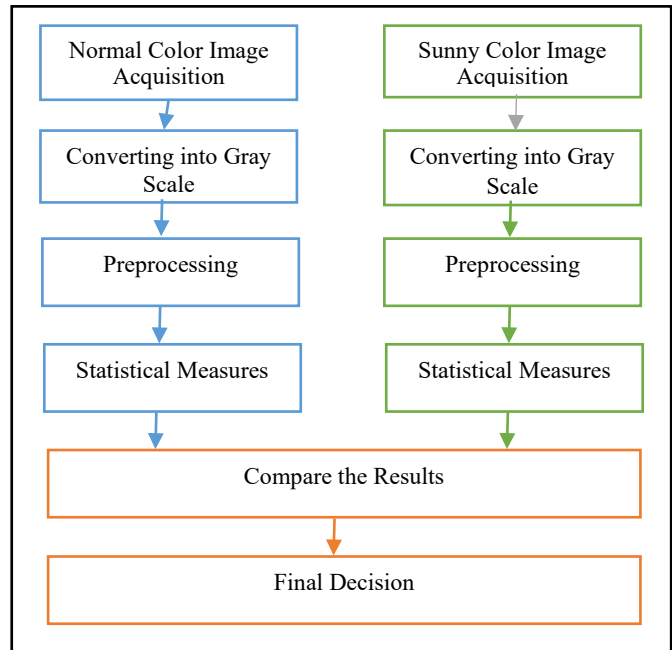 Normal Color Image
Acquisition
Sunny Color Image
Acquisition
Converting into Gray
Scale
Converting into Gray
Scale
Preprocessing
Preprocessing
Statistical Measures
Statistical Measures
Compare the Results
Final Decision